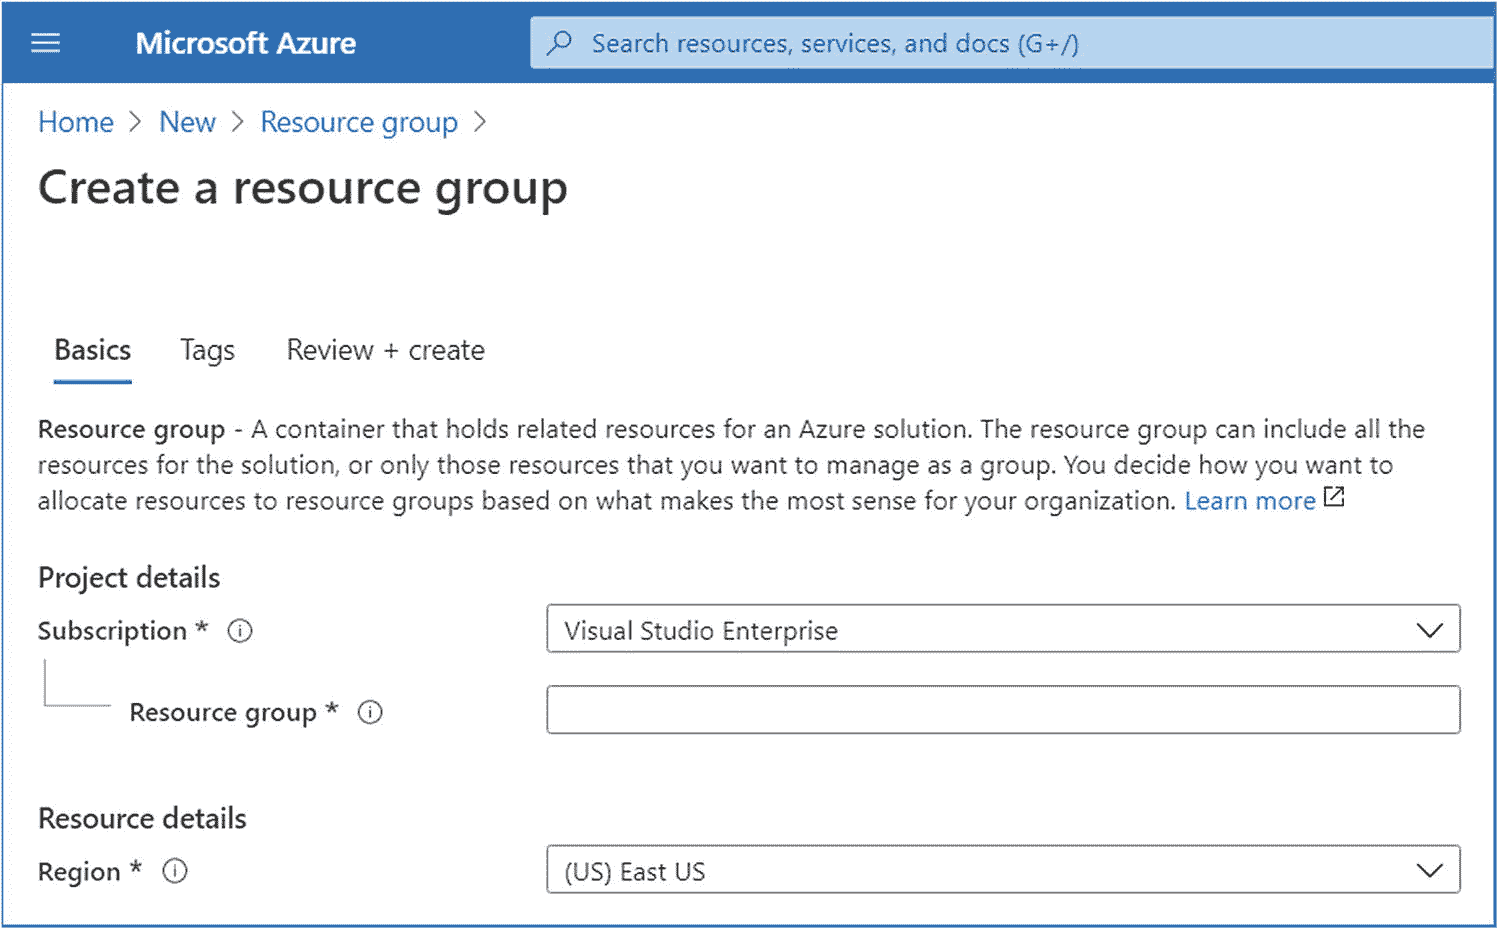 Microsoft Azure
Search resources, services, and docs (G+/)
Home > New > Resource group >
Create a resource group
Basics Tags Review + create
Resource group - A container that holds related resources for an Azure solution. The resource group can include all the
resources for the solution, or only those resources that you want to manage as a group. You decide how you want to
allocate resources to resource groups based on what makes the most sense for your organization. Learn more
Project details
Subscription * Visual Studio Enterprise
Resource group *
Resource details
Region * (US) East US